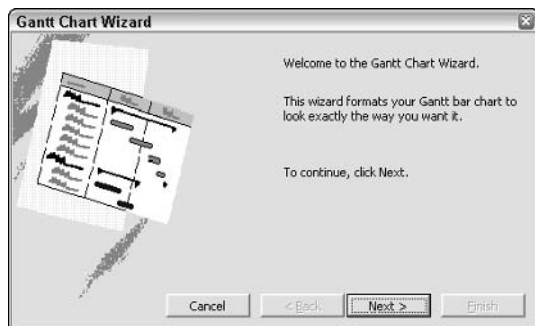 Gantt Chart Wizard
Welcome to the Gantt Chart Wizard.
This wizard formats your Gantt bar chart to
look exactly the way you want it.
To continue, click Next.
Cancel
< Back
Next >
Finish